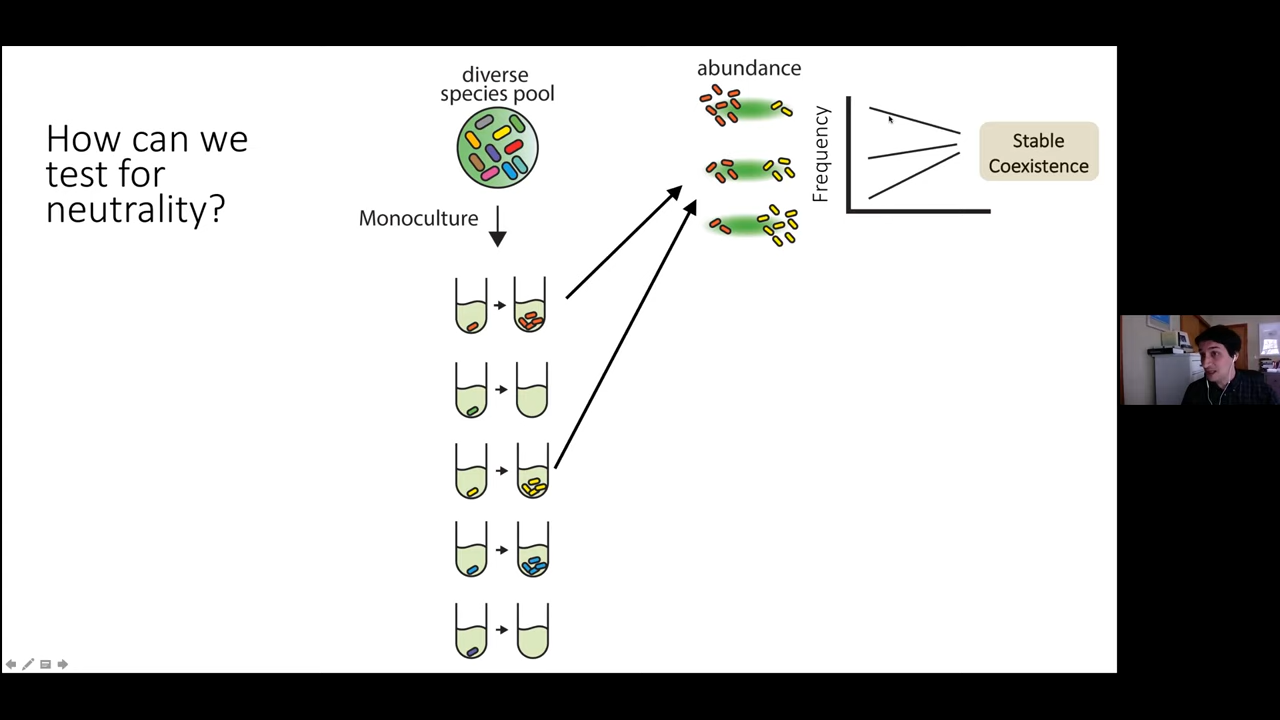 How can we
test for
neutrality?
diverse
species pool
Monoculture
abundance
Frequency
Stable
Coexistence